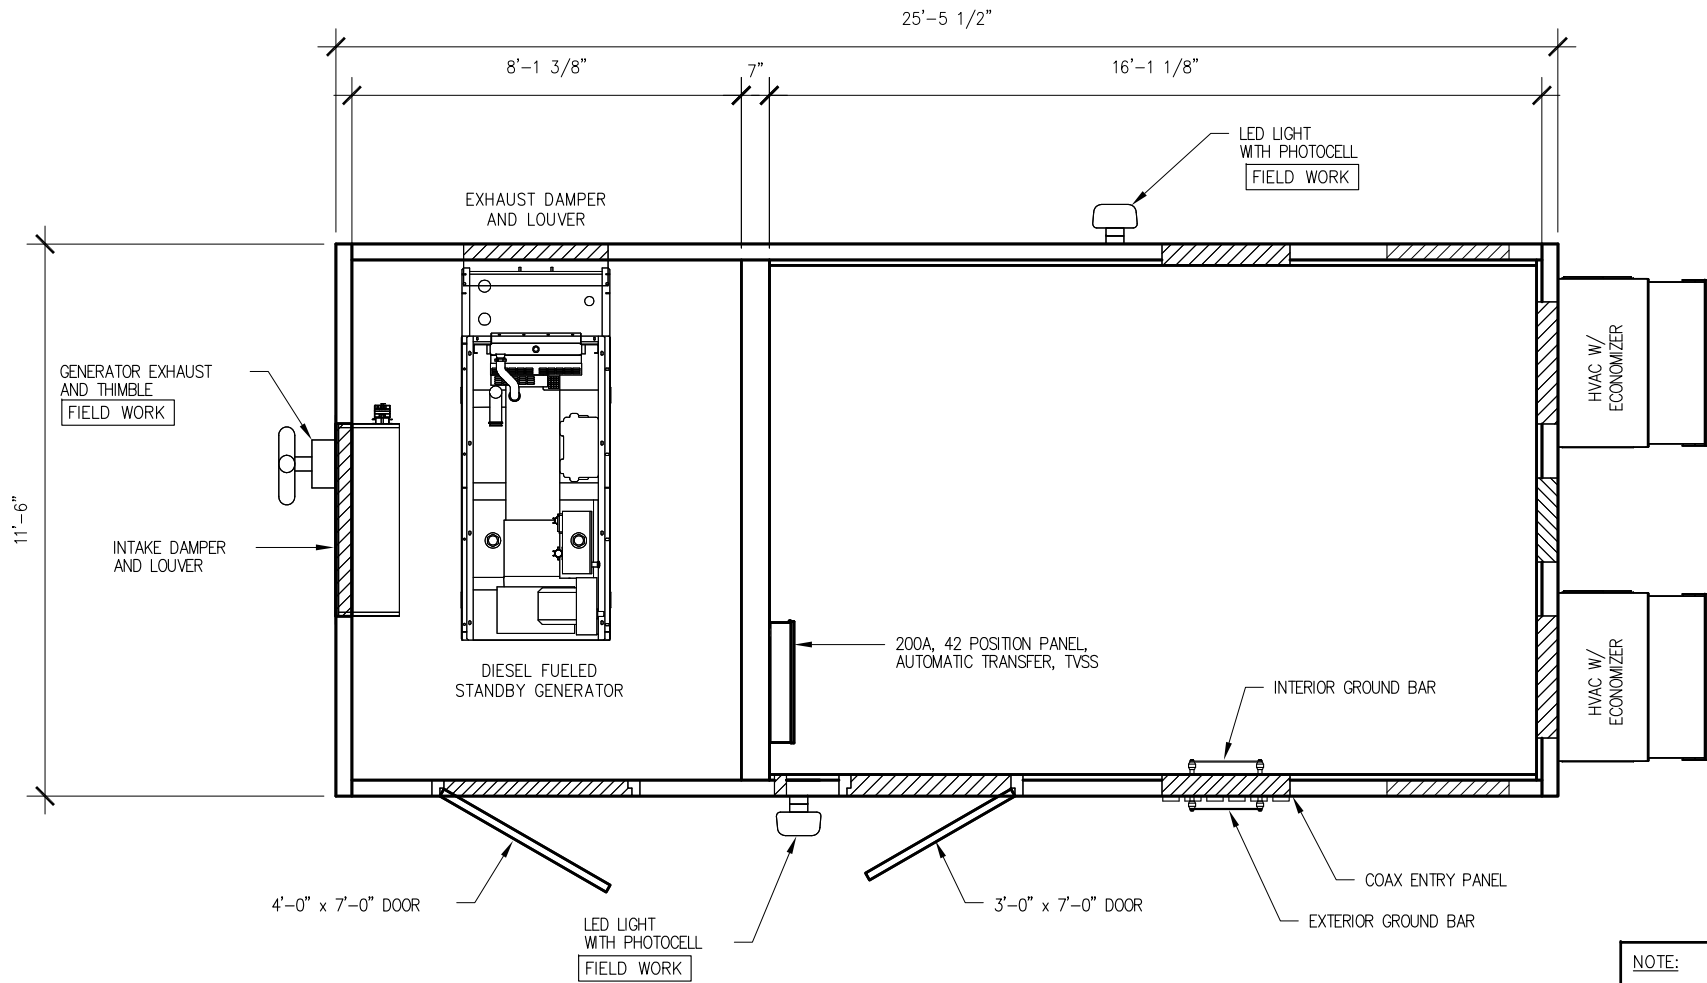 25'-5 1/2"
8'-1 3/8"
7"
16'-1 1/8"
LED LIGHT
WITH PHOTOCELL
FIELD WORK
EXHAUST DAMPER
AND LOUVER
GENERATOR EXHAUST
AND THIMBLE
FIELD WORK
HVAC W/
ECONOMIZER
11'-6"
INTAKE DAMPER
AND LOUVER
200A, 42 POSITION PANEL,
AUTOMATIC TRANSFER, TVSS
DIESEL FUELED
STANDBY GENERATOR
INTERIOR GROUND BAR
HVAC W/
ECONOMIZER
4'-0" x 7'-0" DOOR
3'-0" x 7'-0" DOOR
COAX ENTRY PANEL
EXTERIOR GROUND BAR
LED LIGHT
WITH PHOTOCELL
FIELD WORK
NOTE: